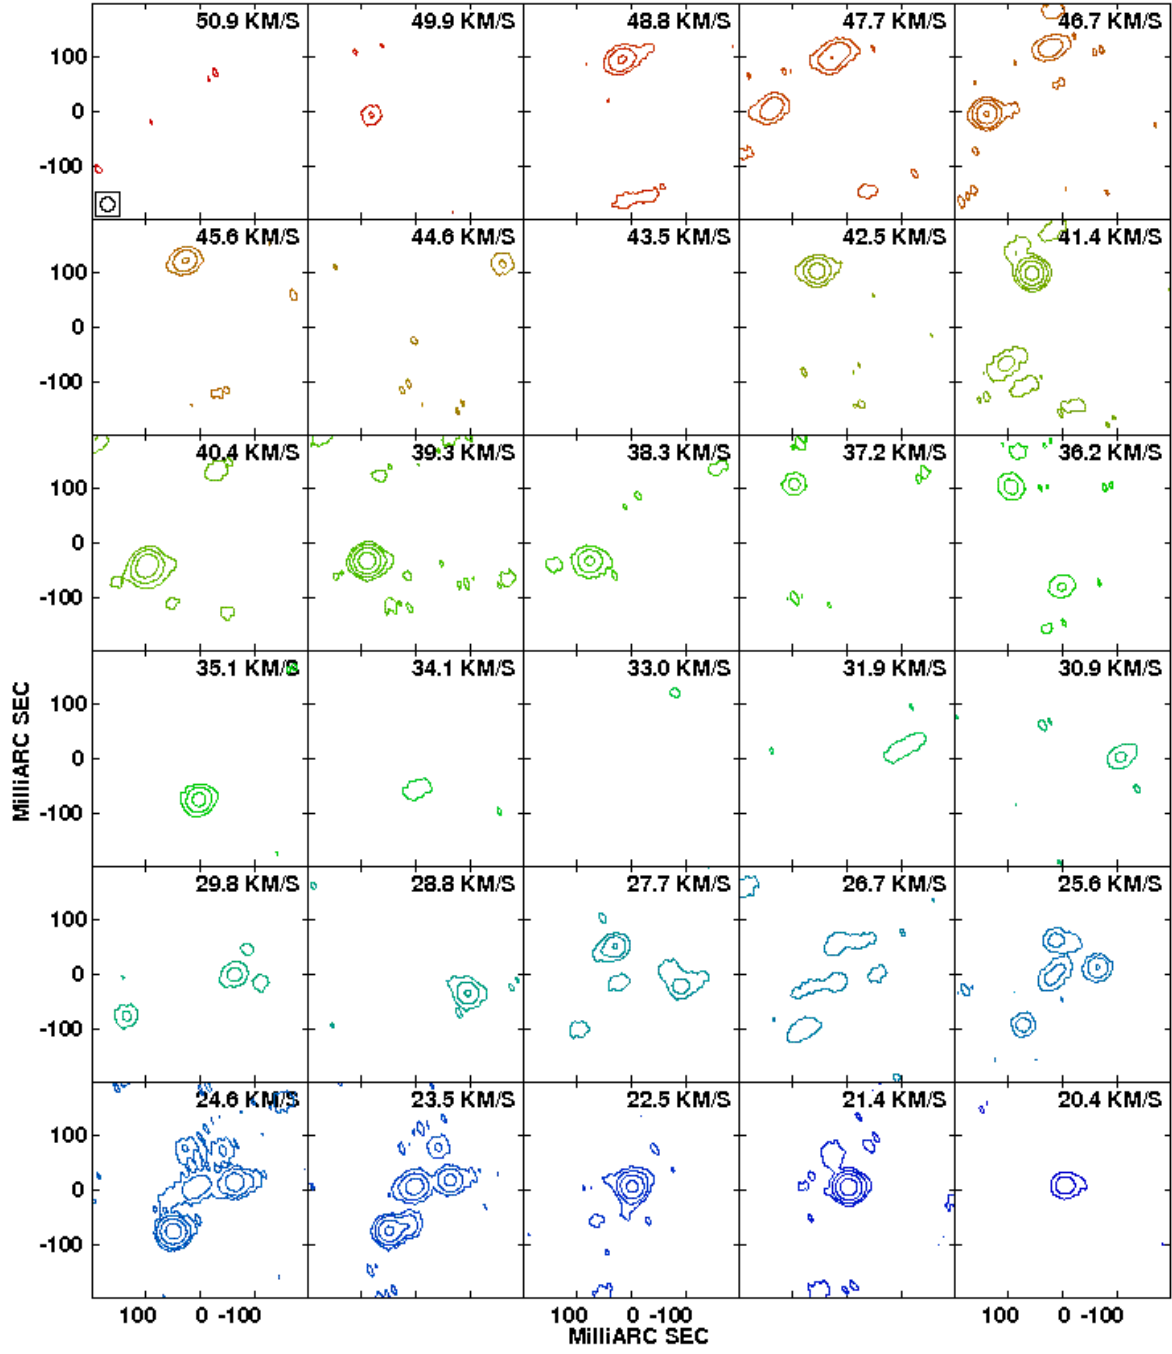 50.9 KM/S 49.9 KM/S 48.8 KM/S 47.7 KM/S 46.7 KM/S
100
0
-100
45.6 KM/S 44.6 KM/S 43.5 KM/S 42.5 KM/S 41.4 KM/S
100
0
-100
40.4 KM/S 39.3 KM/S 38.3 KM/S 37.2 KM/S 36.2 KM/S
100
0
-100
35.1 KM/S 34.1 KM/S 33.0 KM/S 31.9 KM/S 30.9 KM/S
100
0
-100
MilliARC SEC
29.8 KM/S 28.8 KM/S 27.7 KM/S 26.7 KM/S 25.6 KM/S
100
0
-100
24.6 KM/S 23.5 KM/S 22.5 KM/S 21.4 KM/S 20.4 KM/S
100
0
-100
100 0 -100 100 0 -100 100 0 -100
MilliARC SEC